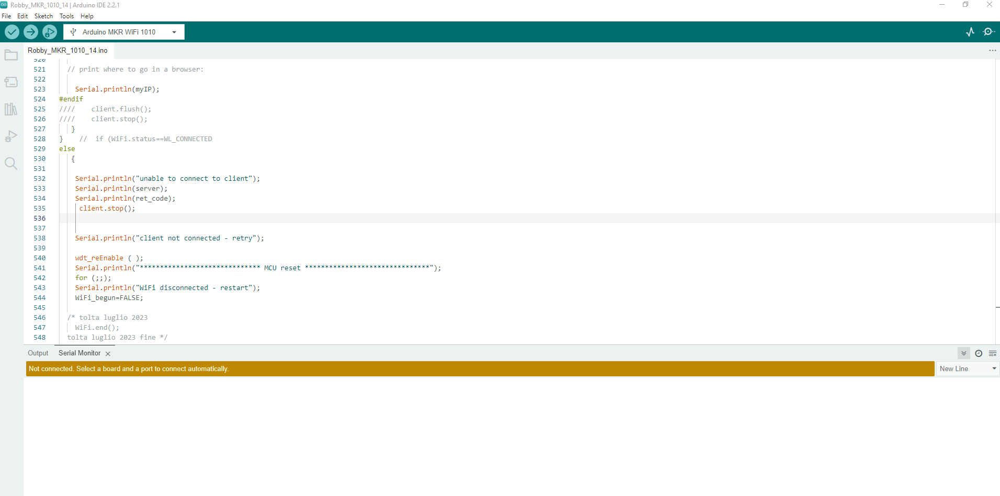 Robby_MKR_1010_14 | Arduino IDE 2.2.1
File Edit Sketch Tools Help
Arduino MKR WiFi 1010
Robby_MKR_1010_14.ino
520
521 // print where to go in a browser:
522
523 Serial.println(myIP);
524 #endif
525 //// client.flush();
526 //// client.stop();
527 }
528 } // if (WiFi.status==WL_CONNECTED
529 else
530 {
531
532 Serial.println("unable to connect to client");
533 Serial.println(server);
534 Serial.println(ret_code);
535 client.stop();
536
537
538 Serial.println("client not connected - retry");
539
540 wdt_reEnable ( );
541 Serial.println("****************************** MCU reset *******************************");
542 for (;;);
543 Serial.println("WiFi disconnected - restart");
544 WiFi_begun=FALSE;
545
546 /* tolta luglio 2023
547 WiFi.end();
548 tolta luglio 2023 fine */
Output Serial Monitor
Not connected. Select a board and a port to connect automatically.
New Line